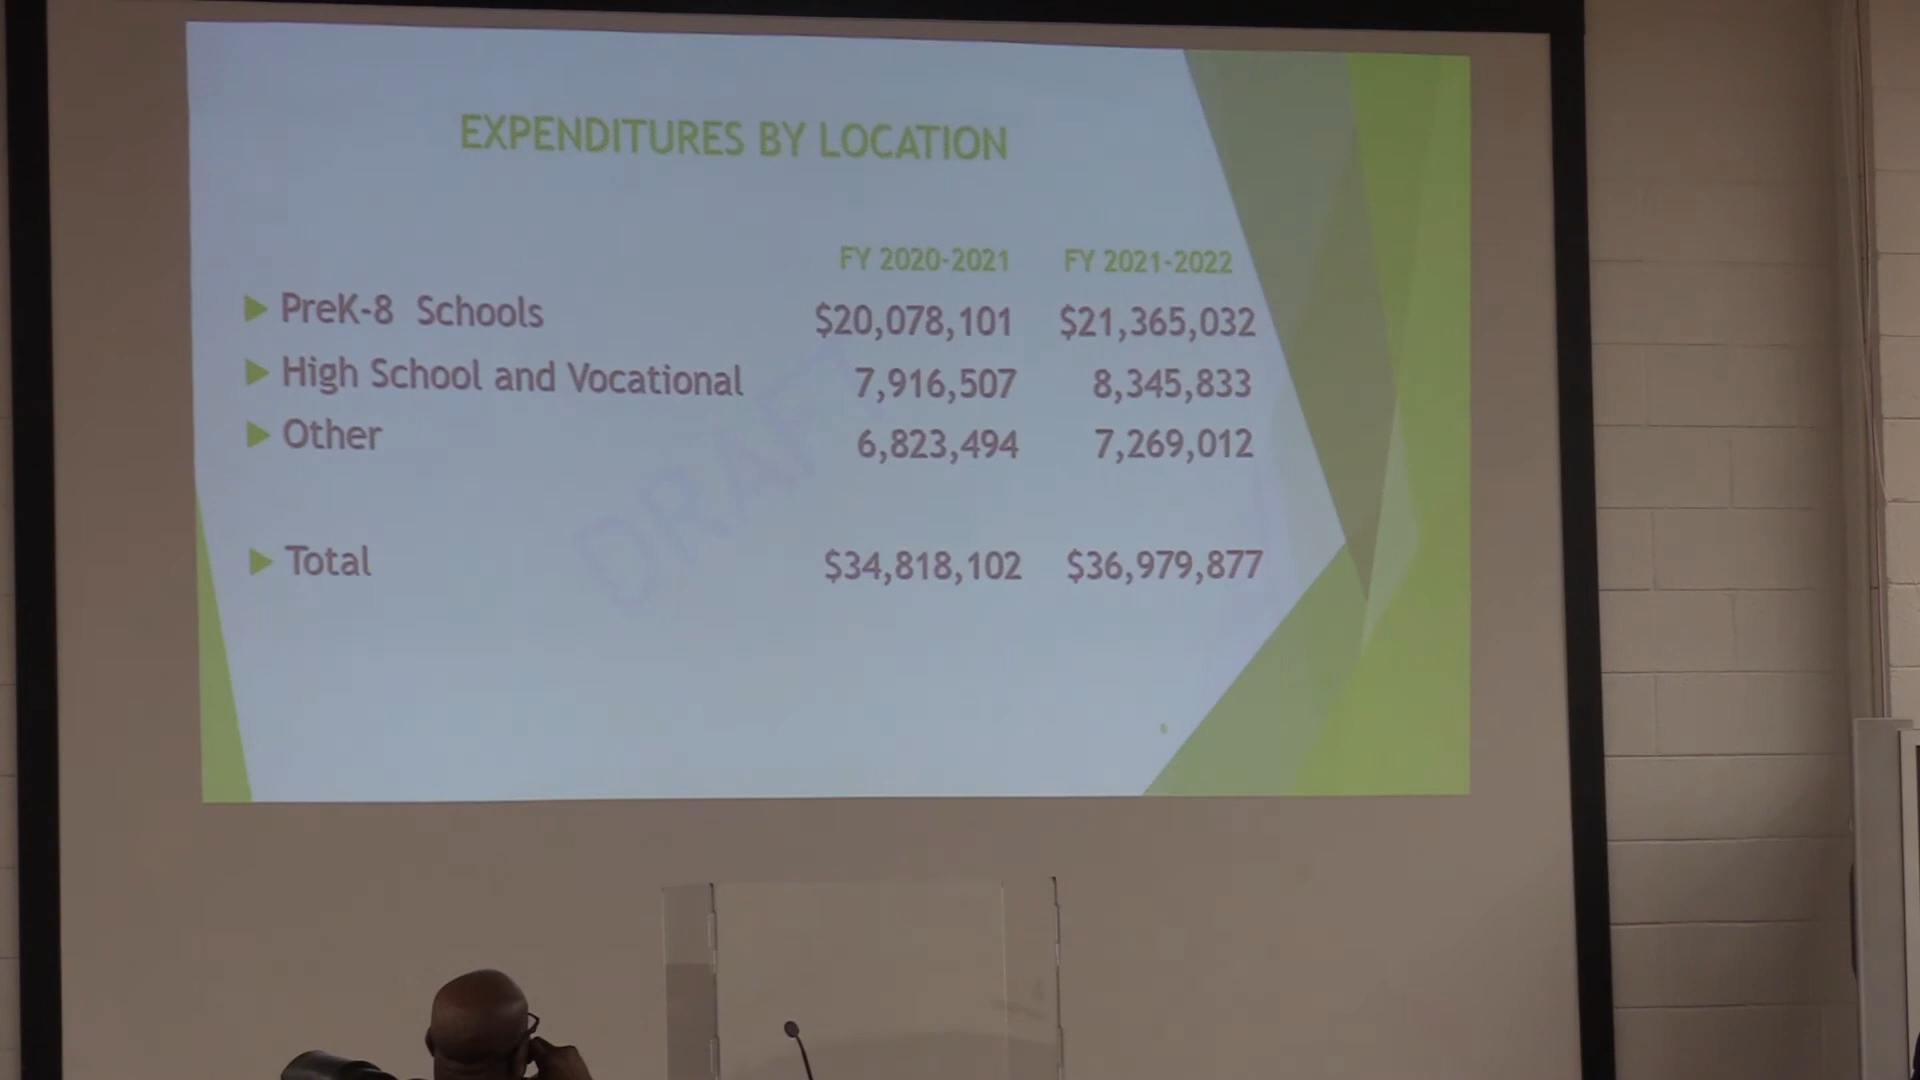 EXPENDITURES BY LOCATION
FY 2020-2021 FY 2021-2022
PreK-8 Schools $20,078,101 $21,365,032
High School and Vocational 7,916,507 8,345,833
Other 6,823,494 7,269,012
Total $34,818,102 $36,979,877
DRAFT